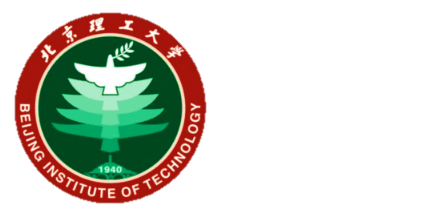 北京理工大学
1940
BEIJING INSTITUTE OF TECHNOLOGY